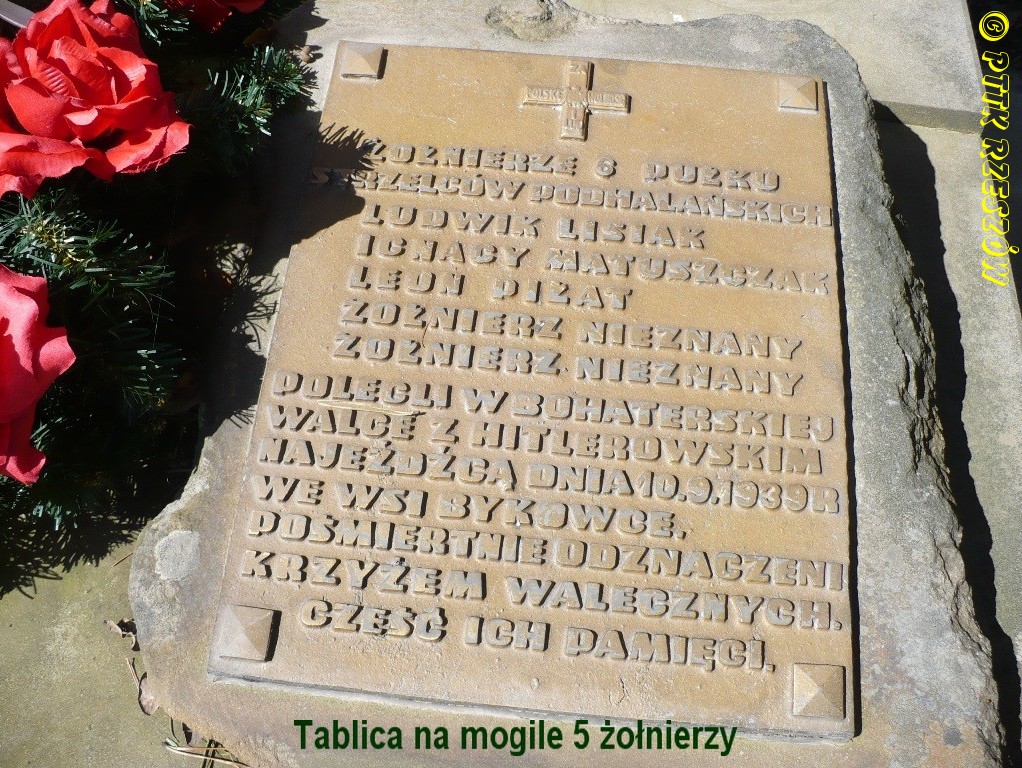 ŻOŁNIERZE 6 PUŁKU
STRZELCÓW PODHALAŃSKICH
LUDWIK LISIAK
IGNACY MATUSZCZAK
LEON PIŁAT
ŻOŁNIERZ NIEZNANY
ŻOŁNIERZ NIEZNANY
POLEGLI W BOHATERSKIEJ
WALCE Z HITLEROWSKIM
NAJEŹDŹCĄ DNIA 10.9.1939R
WE WSI BYKOWCE.
POŚMIERTNIE ODZNACZENI
KRZYŻEM WALECZNYCH.
CZĘŚĆ ICH PAMIĘCI.
Tablica na mogile 5 żołnierzy
© PTTK RZESZÓW